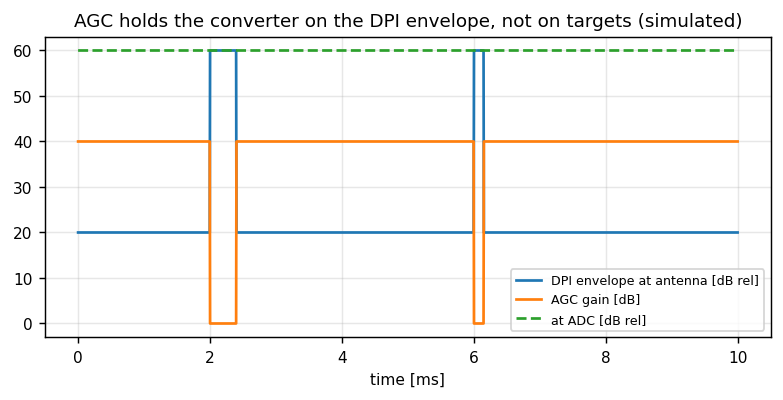 AGC holds the converter on the DPI envelope, not on targets (simulated)
60
50
40
30
20
10
0
DPI envelope at antenna [dB rel]
AGC gain [dB]
at ADC [dB rel]
0 2 4 6 8 10
time [ms]